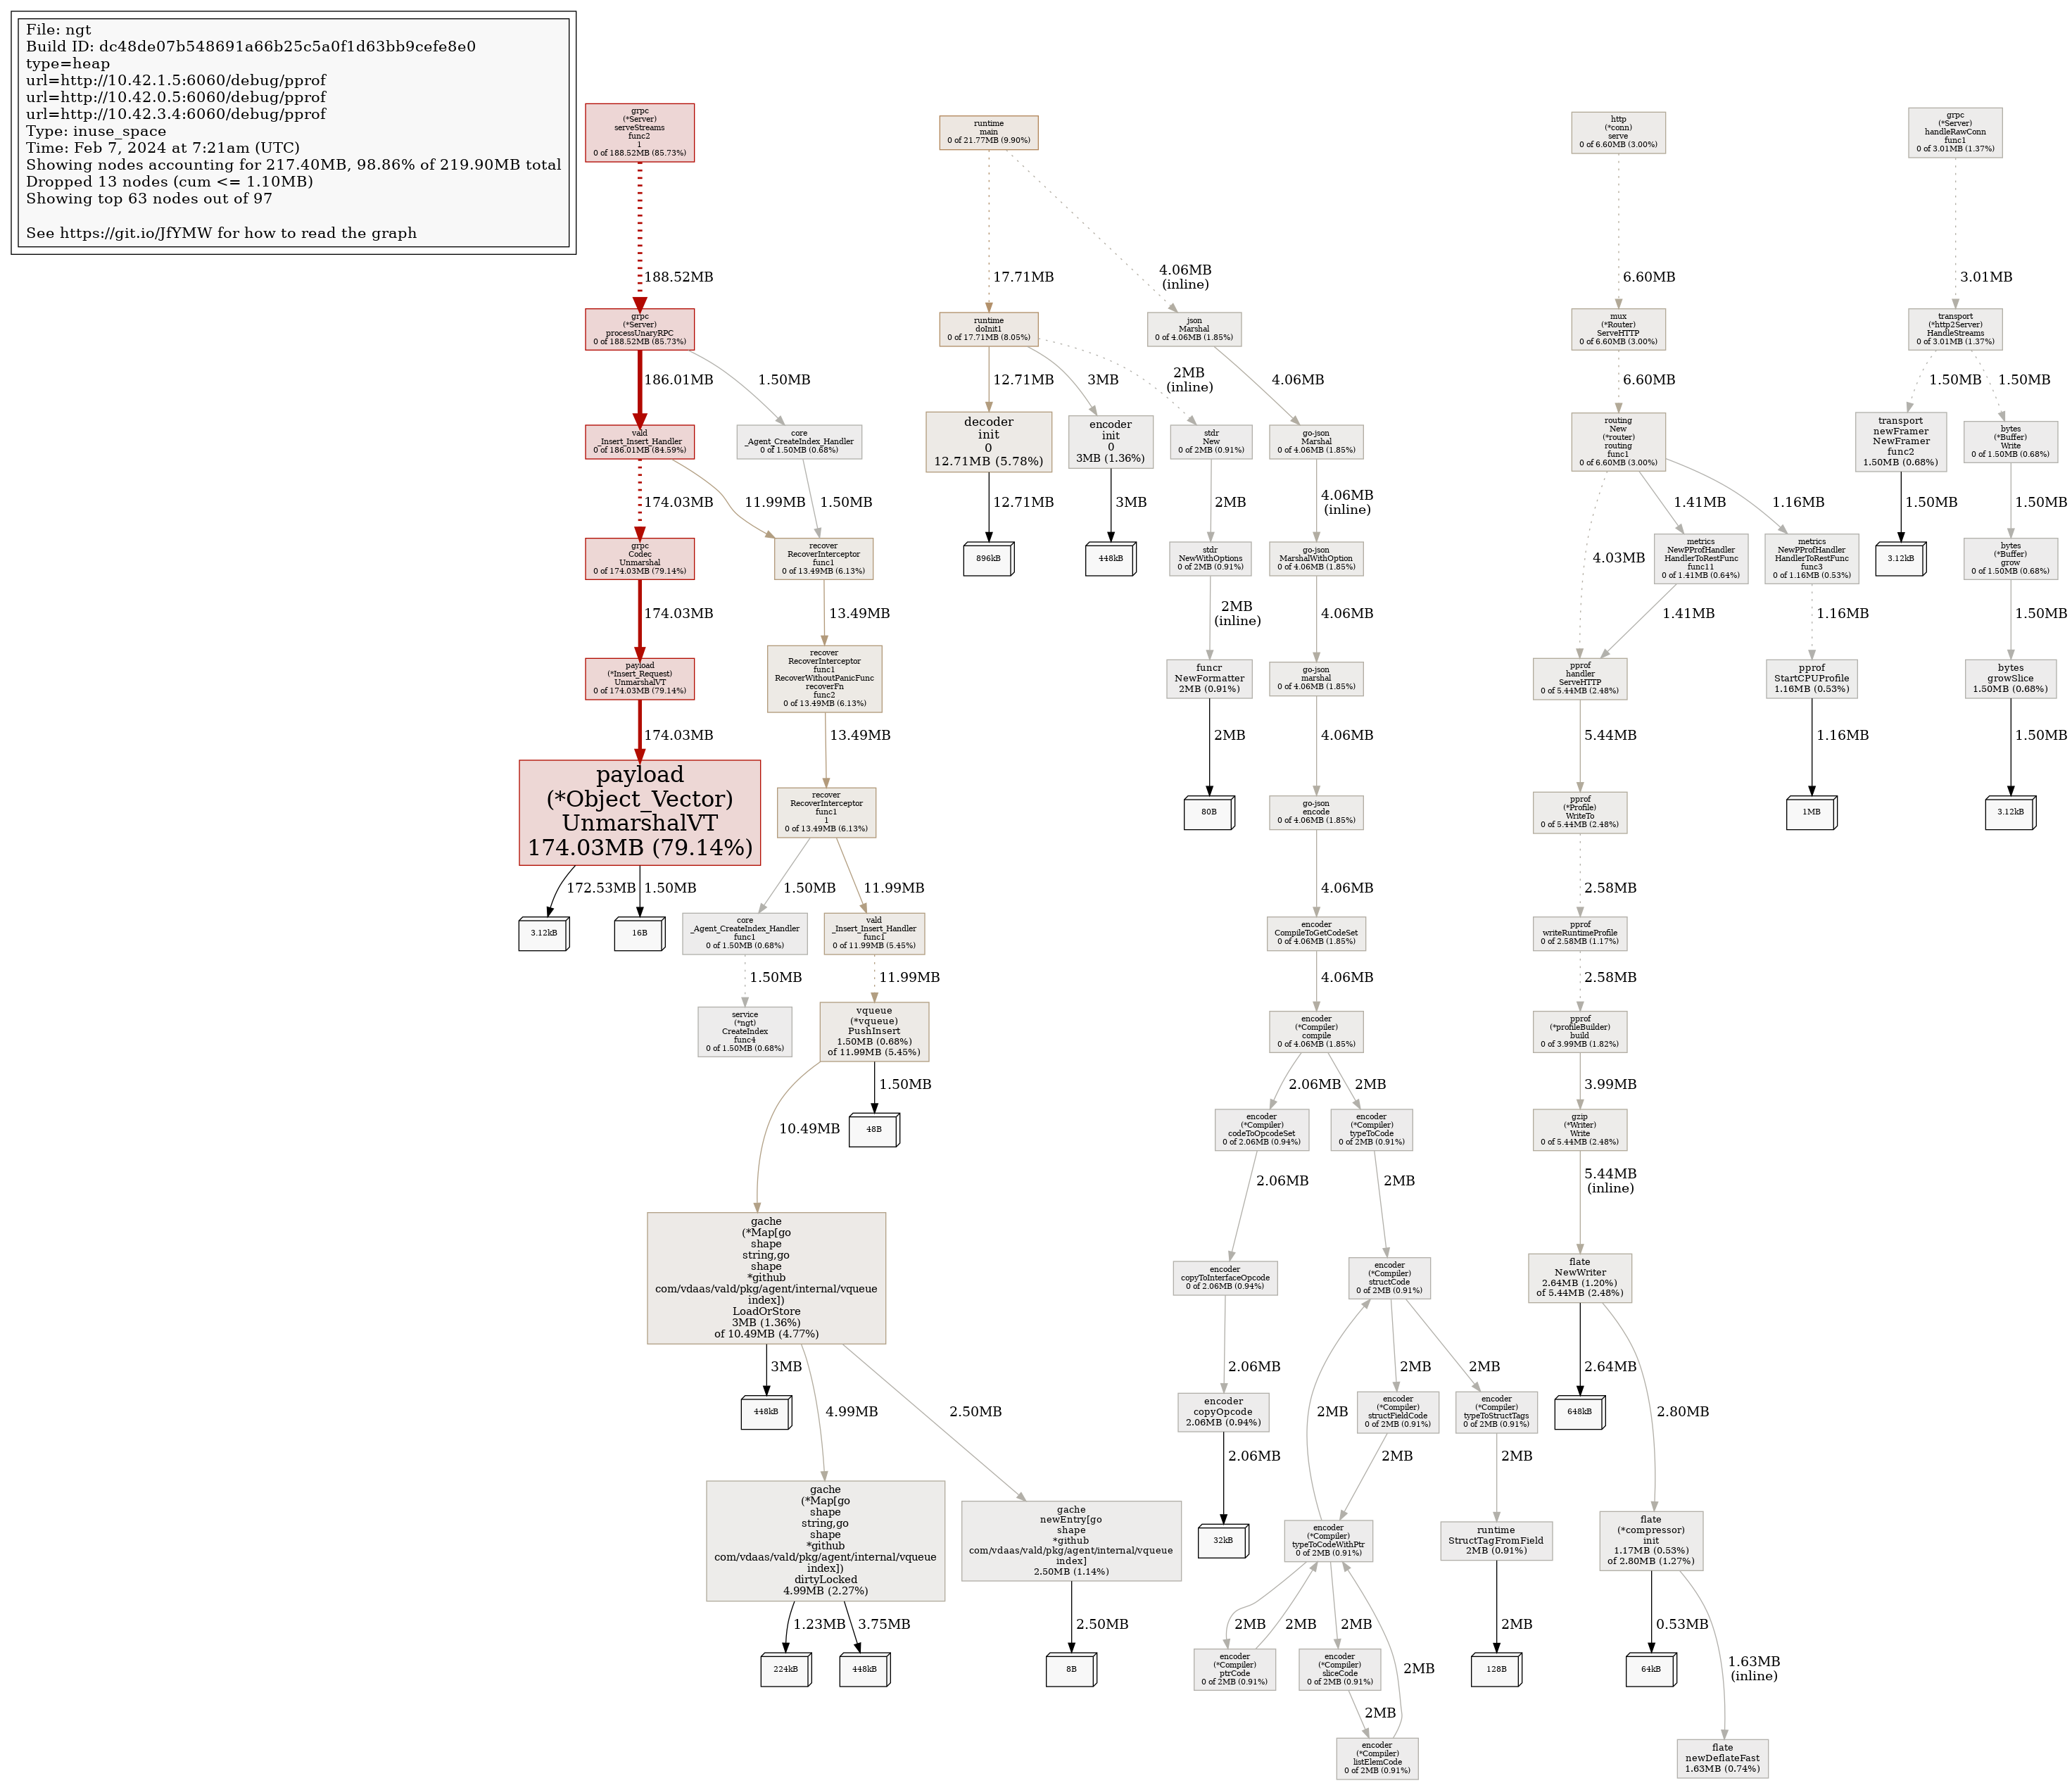 File: ngt
Build ID: dc48de07b548691a66b25c5a0f1d63bb9cefe8e0
type=heap
url=http://10.42.1.5:6060/debug/pprof
url=http://10.42.0.5:6060/debug/pprof
url=http://10.42.3.4:6060/debug/pprof
Type: inuse_space
Time: Feb 7, 2024 at 7:21am (UTC)
Showing nodes accounting for 217.40MB, 98.86% of 219.90MB total
Dropped 13 nodes (cum <= 1.10MB)
Showing top 63 nodes out of 97
See https://git.io/JfYMW for how to read the graph
grpc
(*Server)
serveStreams
func2
1
0 of 188.52MB (85.73%)
188.52MB
grpc
(*Server)
processUnaryRPC
0 of 188.52MB (85.73%)
186.01MB
1.50MB
vald
_Insert_Insert_Handler
0 of 186.01MB (84.59%)
core
_Agent_CreateIndex_Handler
0 of 1.50MB (0.68%)
174.03MB
11.99MB
1.50MB
grpc
Codec
Unmarshal
0 of 174.03MB (79.14%)
recover
RecoverInterceptor
func1
0 of 13.49MB (6.13%)
174.03MB
13.49MB
payload
(*Insert_Request)
UnmarshalVT
0 of 174.03MB (79.14%)
recover
RecoverInterceptor
func1
RecoverWithoutPanicFunc
recoverFn
func2
0 of 13.49MB (6.13%)
174.03MB
13.49MB
payload
(*Object_Vector)
UnmarshalVT
174.03MB (79.14%)
recover
RecoverInterceptor
func1
1
0 of 13.49MB (6.13%)
172.53MB
1.50MB
1.50MB
11.99MB
3.12kB
16B
core
_Agent_CreateIndex_Handler
func1
0 of 1.50MB (0.68%)
vald
_Insert_Insert_Handler
func1
0 of 11.99MB (5.45%)
1.50MB
11.99MB
service
(*ngt)
CreateIndex
func4
0 of 1.50MB (0.68%)
vqueue
(*vqueue)
PushInsert
1.50MB (0.68%)
of 11.99MB (5.45%)
10.49MB
1.50MB
48B
gache
(*Map[go
shape
string,go
shape
*github
com/vdaas/vald/pkg/agent/internal/vqueue
index])
LoadOrStore
3MB (1.36%)
of 10.49MB (4.77%)
3MB
4.99MB
2.50MB
448kB
gache
(*Map[go
shape
string,go
shape
*github
com/vdaas/vald/pkg/agent/internal/vqueue
index])
dirtyLocked
4.99MB (2.27%)
gache
newEntry[go
shape
*github
com/vdaas/vald/pkg/agent/internal/vqueue
index]
2.50MB (1.14%)
1.23MB
3.75MB
2.50MB
224kB
448kB
8B
runtime
main
0 of 21.77MB (9.90%)
17.71MB
4.06MB
(inline)
runtime
doInit1
0 of 17.71MB (8.05%)
json
Marshal
0 of 4.06MB (1.85%)
12.71MB
3MB
2MB
(inline)
4.06MB
decoder
init
0
12.71MB (5.78%)
encoder
init
0
3MB (1.36%)
stdr
New
0 of 2MB (0.91%)
go-json
Marshal
0 of 4.06MB (1.85%)
12.71MB
3MB
2MB
4.06MB
(inline)
896kB
448kB
stdr
NewWithOptions
0 of 2MB (0.91%)
go-json
MarshalWithOption
0 of 4.06MB (1.85%)
2MB
(inline)
4.06MB
funcr
NewFormatter
2MB (0.91%)
go-json
marshal
0 of 4.06MB (1.85%)
2MB
4.06MB
80B
go-json
encode
0 of 4.06MB (1.85%)
4.06MB
encoder
CompileToGetCodeSet
0 of 4.06MB (1.85%)
4.06MB
encoder
(*Compiler)
compile
0 of 4.06MB (1.85%)
2.06MB
2MB
encoder
(*Compiler)
codeToOpcodeSet
0 of 2.06MB (0.94%)
encoder
(*Compiler)
typeToCode
0 of 2MB (0.91%)
2.06MB
2MB
encoder
copyToInterfaceOpcode
0 of 2.06MB (0.94%)
encoder
(*Compiler)
structCode
0 of 2MB (0.91%)
2.06MB
2MB
2MB
2MB
encoder
copyOpcode
2.06MB (0.94%)
encoder
(*Compiler)
structFieldCode
0 of 2MB (0.91%)
encoder
(*Compiler)
typeToStructTags
0 of 2MB (0.91%)
2.06MB
2MB
2MB
32kB
encoder
(*Compiler)
typeToCodeWithPtr
0 of 2MB (0.91%)
runtime
StructTagFromField
2MB (0.91%)
2MB
2MB
2MB
2MB
2MB
encoder
(*Compiler)
ptrCode
0 of 2MB (0.91%)
encoder
(*Compiler)
sliceCode
0 of 2MB (0.91%)
128B
2MB
encoder
(*Compiler)
listElemCode
0 of 2MB (0.91%)
http
(*conn)
serve
0 of 6.60MB (3.00%)
6.60MB
mux
(*Router)
ServeHTTP
0 of 6.60MB (3.00%)
6.60MB
routing
New
(*router)
routing
func1
0 of 6.60MB (3.00%)
4.03MB
1.41MB
1.16MB
metrics
NewPProfHandler
HandlerToRestFunc
func11
0 of 1.41MB (0.64%)
metrics
NewPProfHandler
HandlerToRestFunc
func3
0 of 1.16MB (0.53%)
1.41MB
1.16MB
pprof
handler
ServeHTTP
0 of 5.44MB (2.48%)
pprof
StartCPUProfile
1.16MB (0.53%)
5.44MB
1.16MB
pprof
(*Profile)
WriteTo
0 of 5.44MB (2.48%)
1MB
2.58MB
pprof
writeRuntimeProfile
0 of 2.58MB (1.17%)
2.58MB
pprof
(*profileBuilder)
build
0 of 3.99MB (1.82%)
3.99MB
gzip
(*Writer)
Write
0 of 5.44MB (2.48%)
5.44MB
(inline)
flate
NewWriter
2.64MB (1.20%)
of 5.44MB (2.48%)
2.64MB
2.80MB
648kB
flate
(*compressor)
init
1.17MB (0.53%)
of 2.80MB (1.27%)
0.53MB
1.63MB
(inline)
64kB
flate
newDeflateFast
1.63MB (0.74%)
grpc
(*Server)
handleRawConn
func1
0 of 3.01MB (1.37%)
3.01MB
transport
(*http2Server)
HandleStreams
0 of 3.01MB (1.37%)
1.50MB
1.50MB
transport
newFramer
NewFramer
func2
1.50MB (0.68%)
bytes
(*Buffer)
Write
0 of 1.50MB (0.68%)
1.50MB
1.50MB
3.12kB
bytes
(*Buffer)
grow
0 of 1.50MB (0.68%)
1.50MB
bytes
growSlice
1.50MB (0.68%)
1.50MB
3.12kB